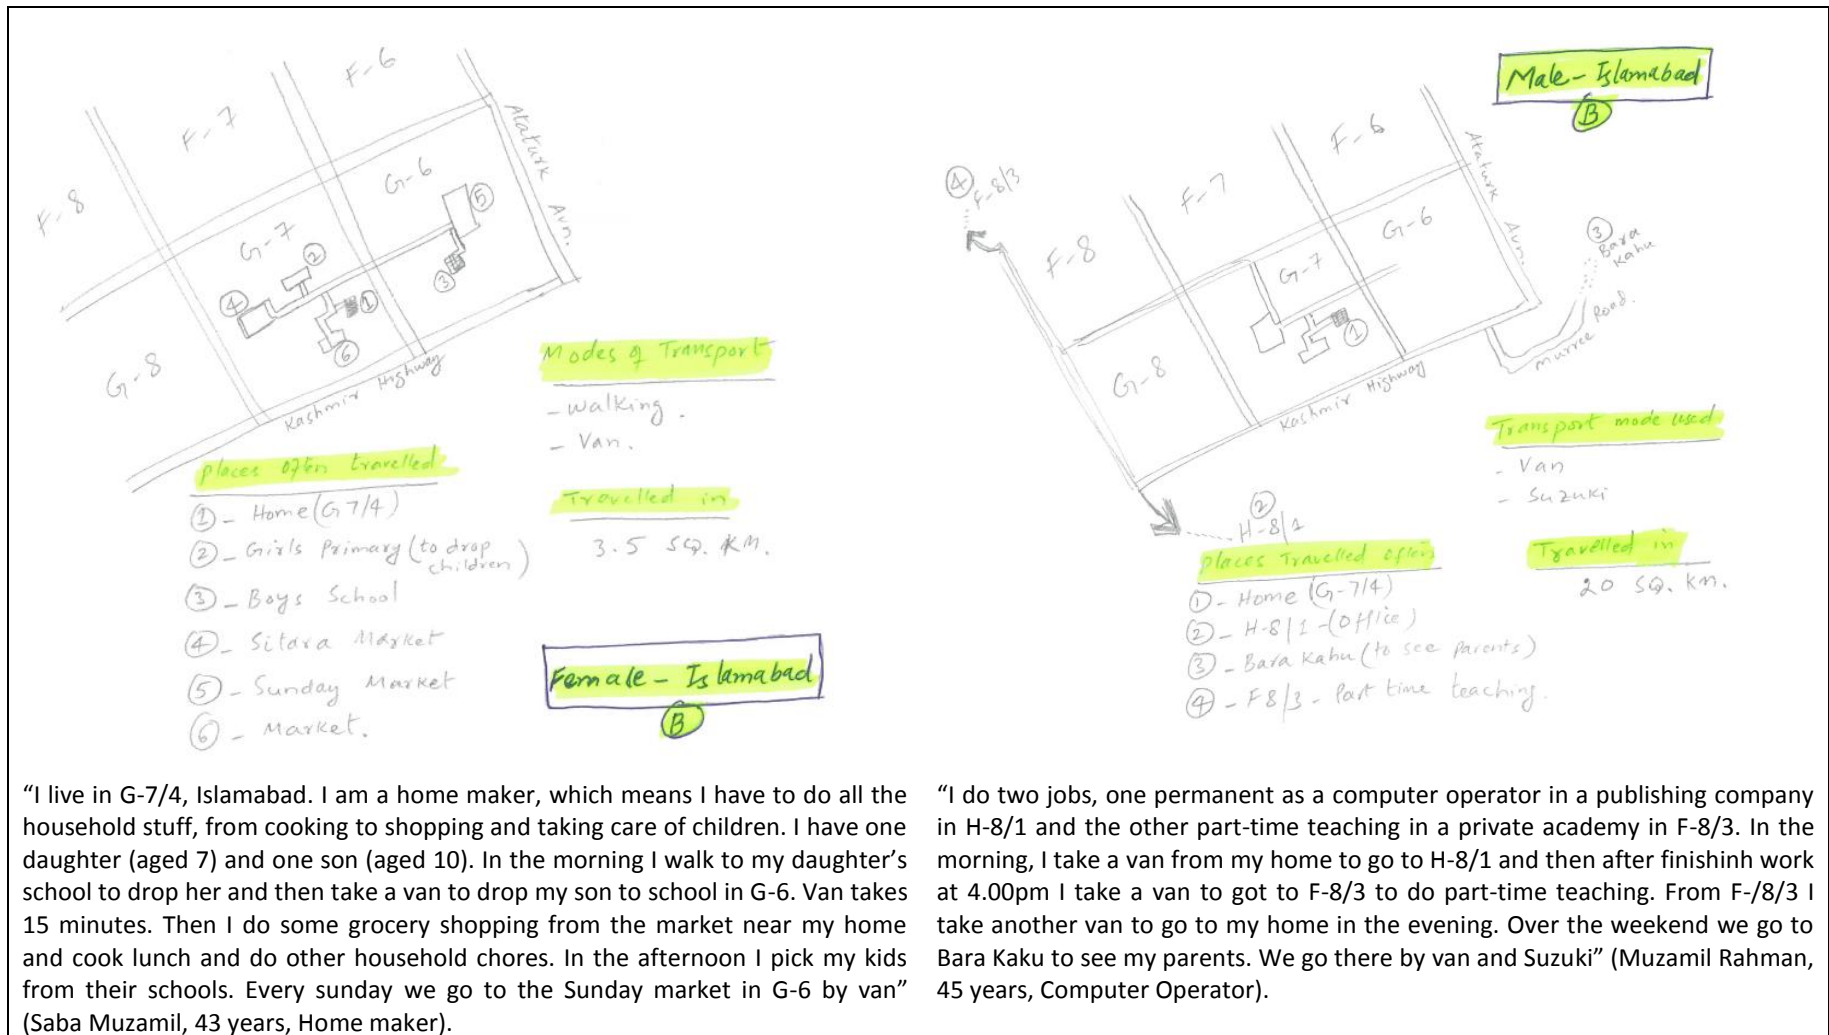 F-6
F-7
F-8
G-6
G-7
G-8
Ataturk Avn.
Kashmir Highway
1
2
3
4
5
6
Modes of Transport
- Walking.
- Van.
Places often travelled
1 - Home (G 7/4)
2 - Girls Primary (to drop children)
3 - Boys School
4 - Sitara Market
5 - Sunday Market
6 - Market.
Travelled in
3.5 SQ. KM.
Female - Islamabad
B
Male - Islamabad
B
4
F-8/3
F-6
F-7
F-8
G-6
G-7
G-8
Ataturk Avn.
3
Bara Kahu
Murree Road.
1
Kashmir Highway
2
H-8/1
Transport mode used
- Van
- Suzuki
Places Travelled often
1 - Home (G-7/4)
2 - H-8/1 - (Office)
3 - Bara Kahu (to see Parents)
4 - F8/3 - Part time teaching.
Travelled in
20 SQ. Km.
“I live in G-7/4, Islamabad. I am a home maker, which means I have to do all the
household stuff, from cooking to shopping and taking care of children. I have one
daughter (aged 7) and one son (aged 10). In the morning I walk to my daughter’s
school to drop her and then take a van to drop my son to school in G-6. Van takes
15 minutes. Then I do some grocery shopping from the market near my home
and cook lunch and do other household chores. In the afternoon I pick my kids
from their schools. Every sunday we go to the Sunday market in G-6 by van”
(Saba Muzamil, 43 years, Home maker).
“I do two jobs, one permanent as a computer operator in a publishing company
in H-8/1 and the other part-time teaching in a private academy in F-8/3. In the
morning, I take a van from my home to go to H-8/1 and then after finishinh work
at 4.00pm I take a van to got to F-8/3 to do part-time teaching. From F-/8/3 I
take another van to go to my home in the evening. Over the weekend we go to
Bara Kaku to see my parents. We go there by van and Suzuki” (Muzamil Rahman,
45 years, Computer Operator).